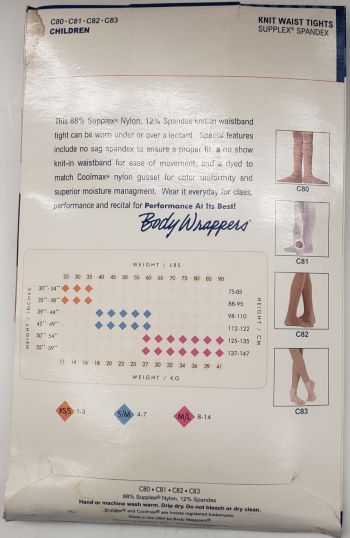 C80 • C81 • C82 • C83
CHILDREN
KNIT WAIST TIGHTS
SUPPLEX® SPANDEX
This 88% Supplex® Nylon, 12% Spandex knit-in waistband
tight can be worn under or over a leotard. Special features
include no sag spandex to ensure a proper fit, a no show
knit-in waistband for ease of movement, and a dyed to
match Coolmax® nylon gusset for color uniformity and
superior moisture managment. Wear it everyday for class,
performance and recital for Performance At Its Best!
Body Wrappers®
C80
C81
C82
C83
WEIGHT / LBS
25 30 35 40 45 50 55 60 65 70 75 80 85 90
HEIGHT / INCHES
HEIGHT / CM
30"-34" 75-85
35"-38" 88-95
39"-44" 98-110
45"-49" 112-122
50"-54" 125-135
55"-59" 137-147
11 14 16 18 20 23 25 27 30 32 34 36 39 41
WEIGHT / KG
XS/S 1-3
S/M 4-7
M/L 8-14
C80 • C81 • C82 • C83
88% Supplex® Nylon, 12% Spandex
Hand or machine wash warm. Drip dry. Do not bleach or dry clean.
Supplex® and Coolmax® are Invista registered trademarks
Made in the USA by Body Wrappers®